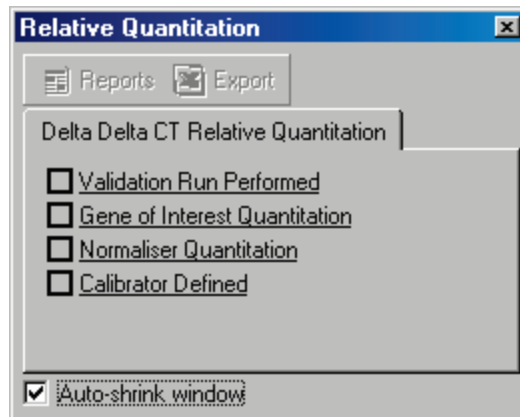 Relative Quantitation
Reports Export
Delta Delta CT Relative Quantitation
Validation Run Performed
Gene of Interest Quantitation
Normaliser Quantitation
Calibrator Defined
Auto-shrink window